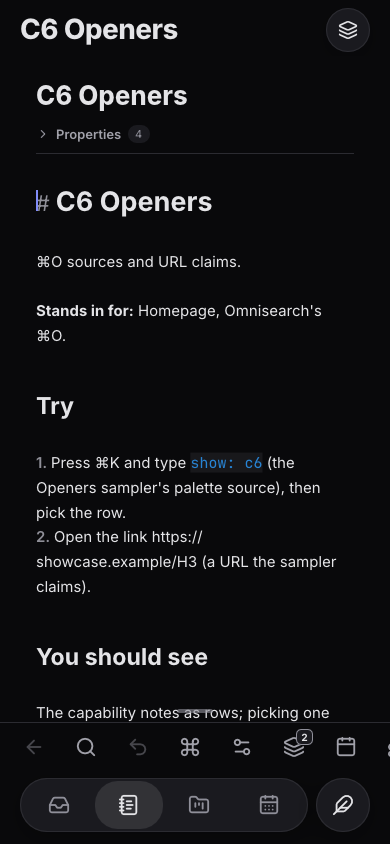 C6 Openers
C6 Openers
Properties 4
# C6 Openers
⌘O sources and URL claims.
Stands in for: Homepage, Omnisearch's
⌘O.
Try
1. Press ⌘K and type show: c6 (the
Openers sampler's palette source), then
pick the row.
2. Open the link https://
showcase.example/H3 (a URL the sampler
claims).
You should see
The capability notes as rows; picking one
2